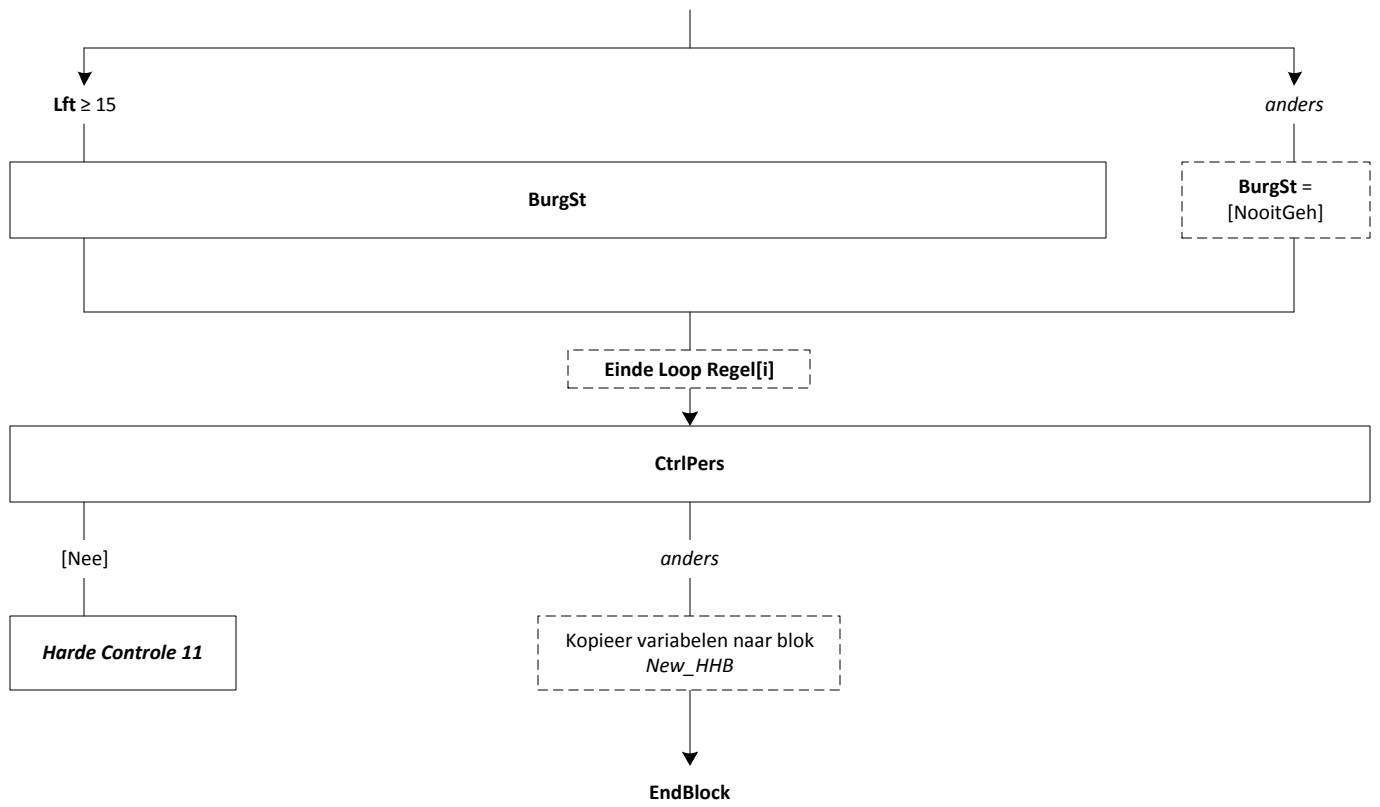 Lft ≥ 15
anders
BurgSt
BurgSt =
[NooitGeh]
Einde Loop Regel[i]
CtrlPers
[Nee]
anders
Harde Controle 11
Kopieer variabelen naar blok
New_HHB
EndBlock